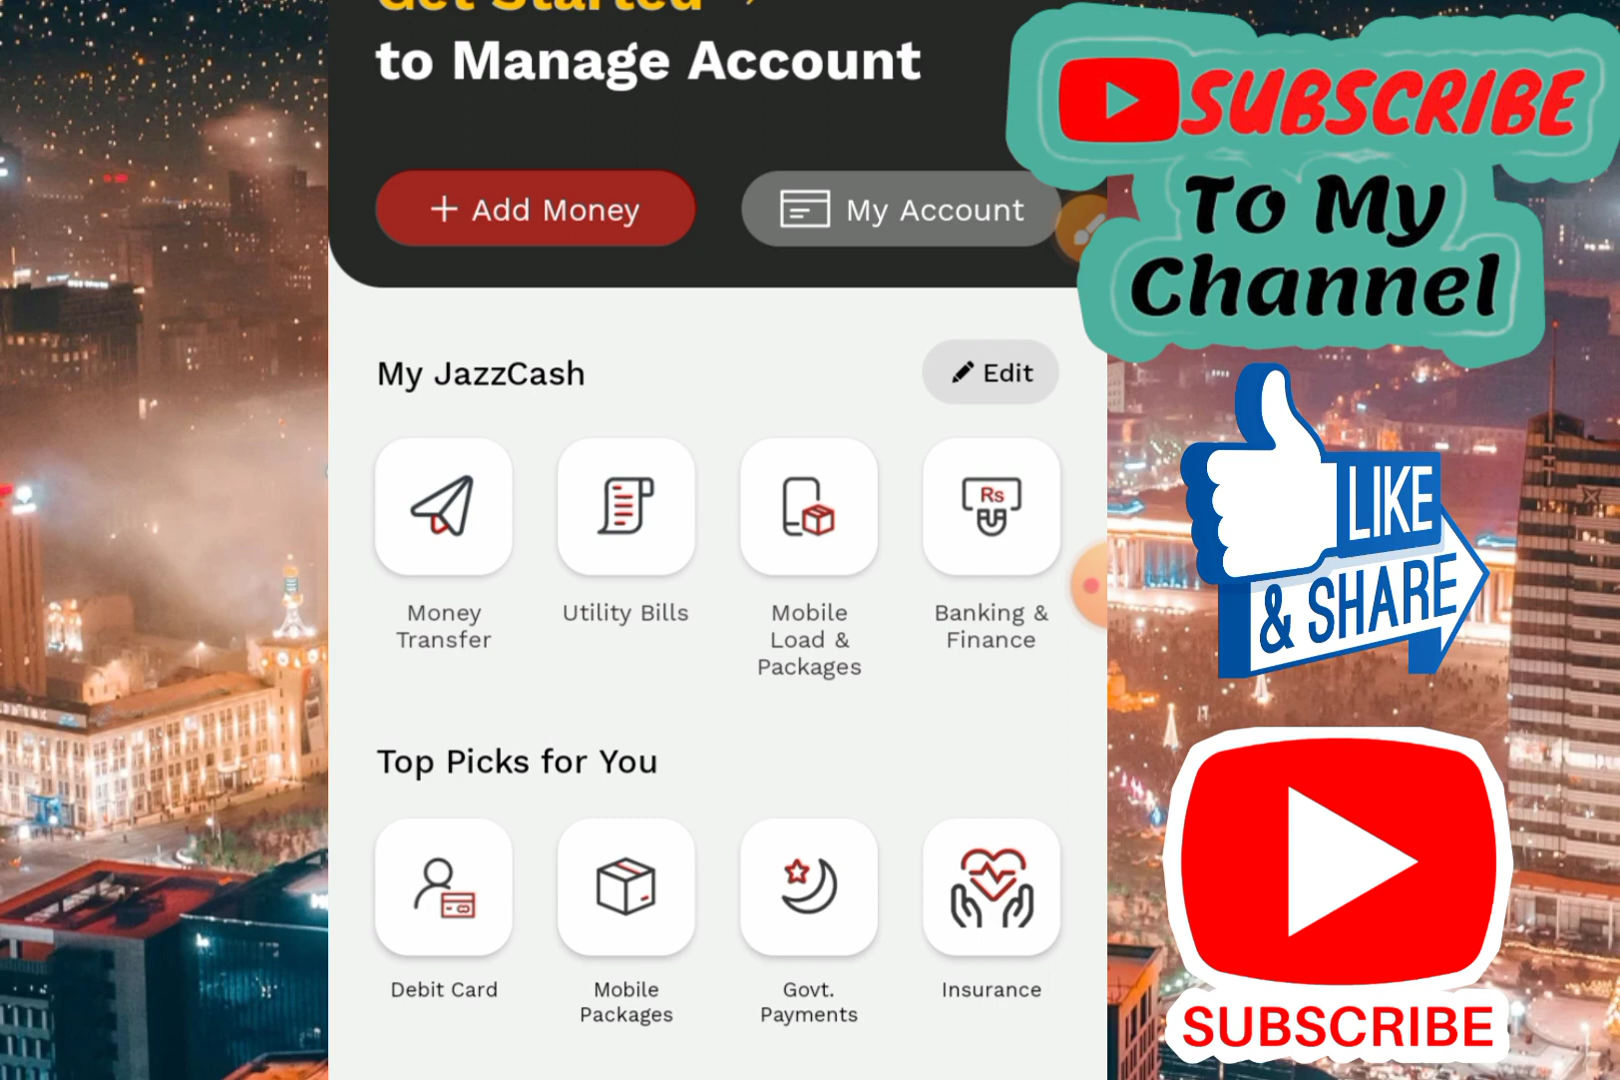 Get Started
to Manage Account
+ Add Money
My Account
My JazzCash
Edit
Rs
Money
Transfer
Utility Bills
Mobile
Load &
Packages
Banking &
Finance
Top Picks for You
Debit Card
Mobile
Packages
Govt.
Payments
Insurance
SUBSCRIBE
To My
Channel
LIKE
& SHARE
SUBSCRIBE